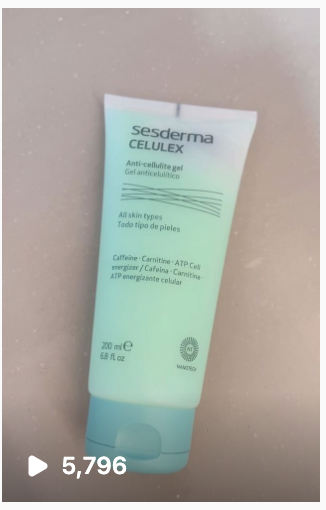 sesderma
CELULEX
Anti-cellulite gel
Gel anticelulítico
All skin types
Todo tipo de pieles
Caffeine · Carnitine · ATP Cell
energizer / Cafeína · Carnitina ·
ATP energizante celular
200 ml e
6.8 fl. oz
NANOTECH
5,796